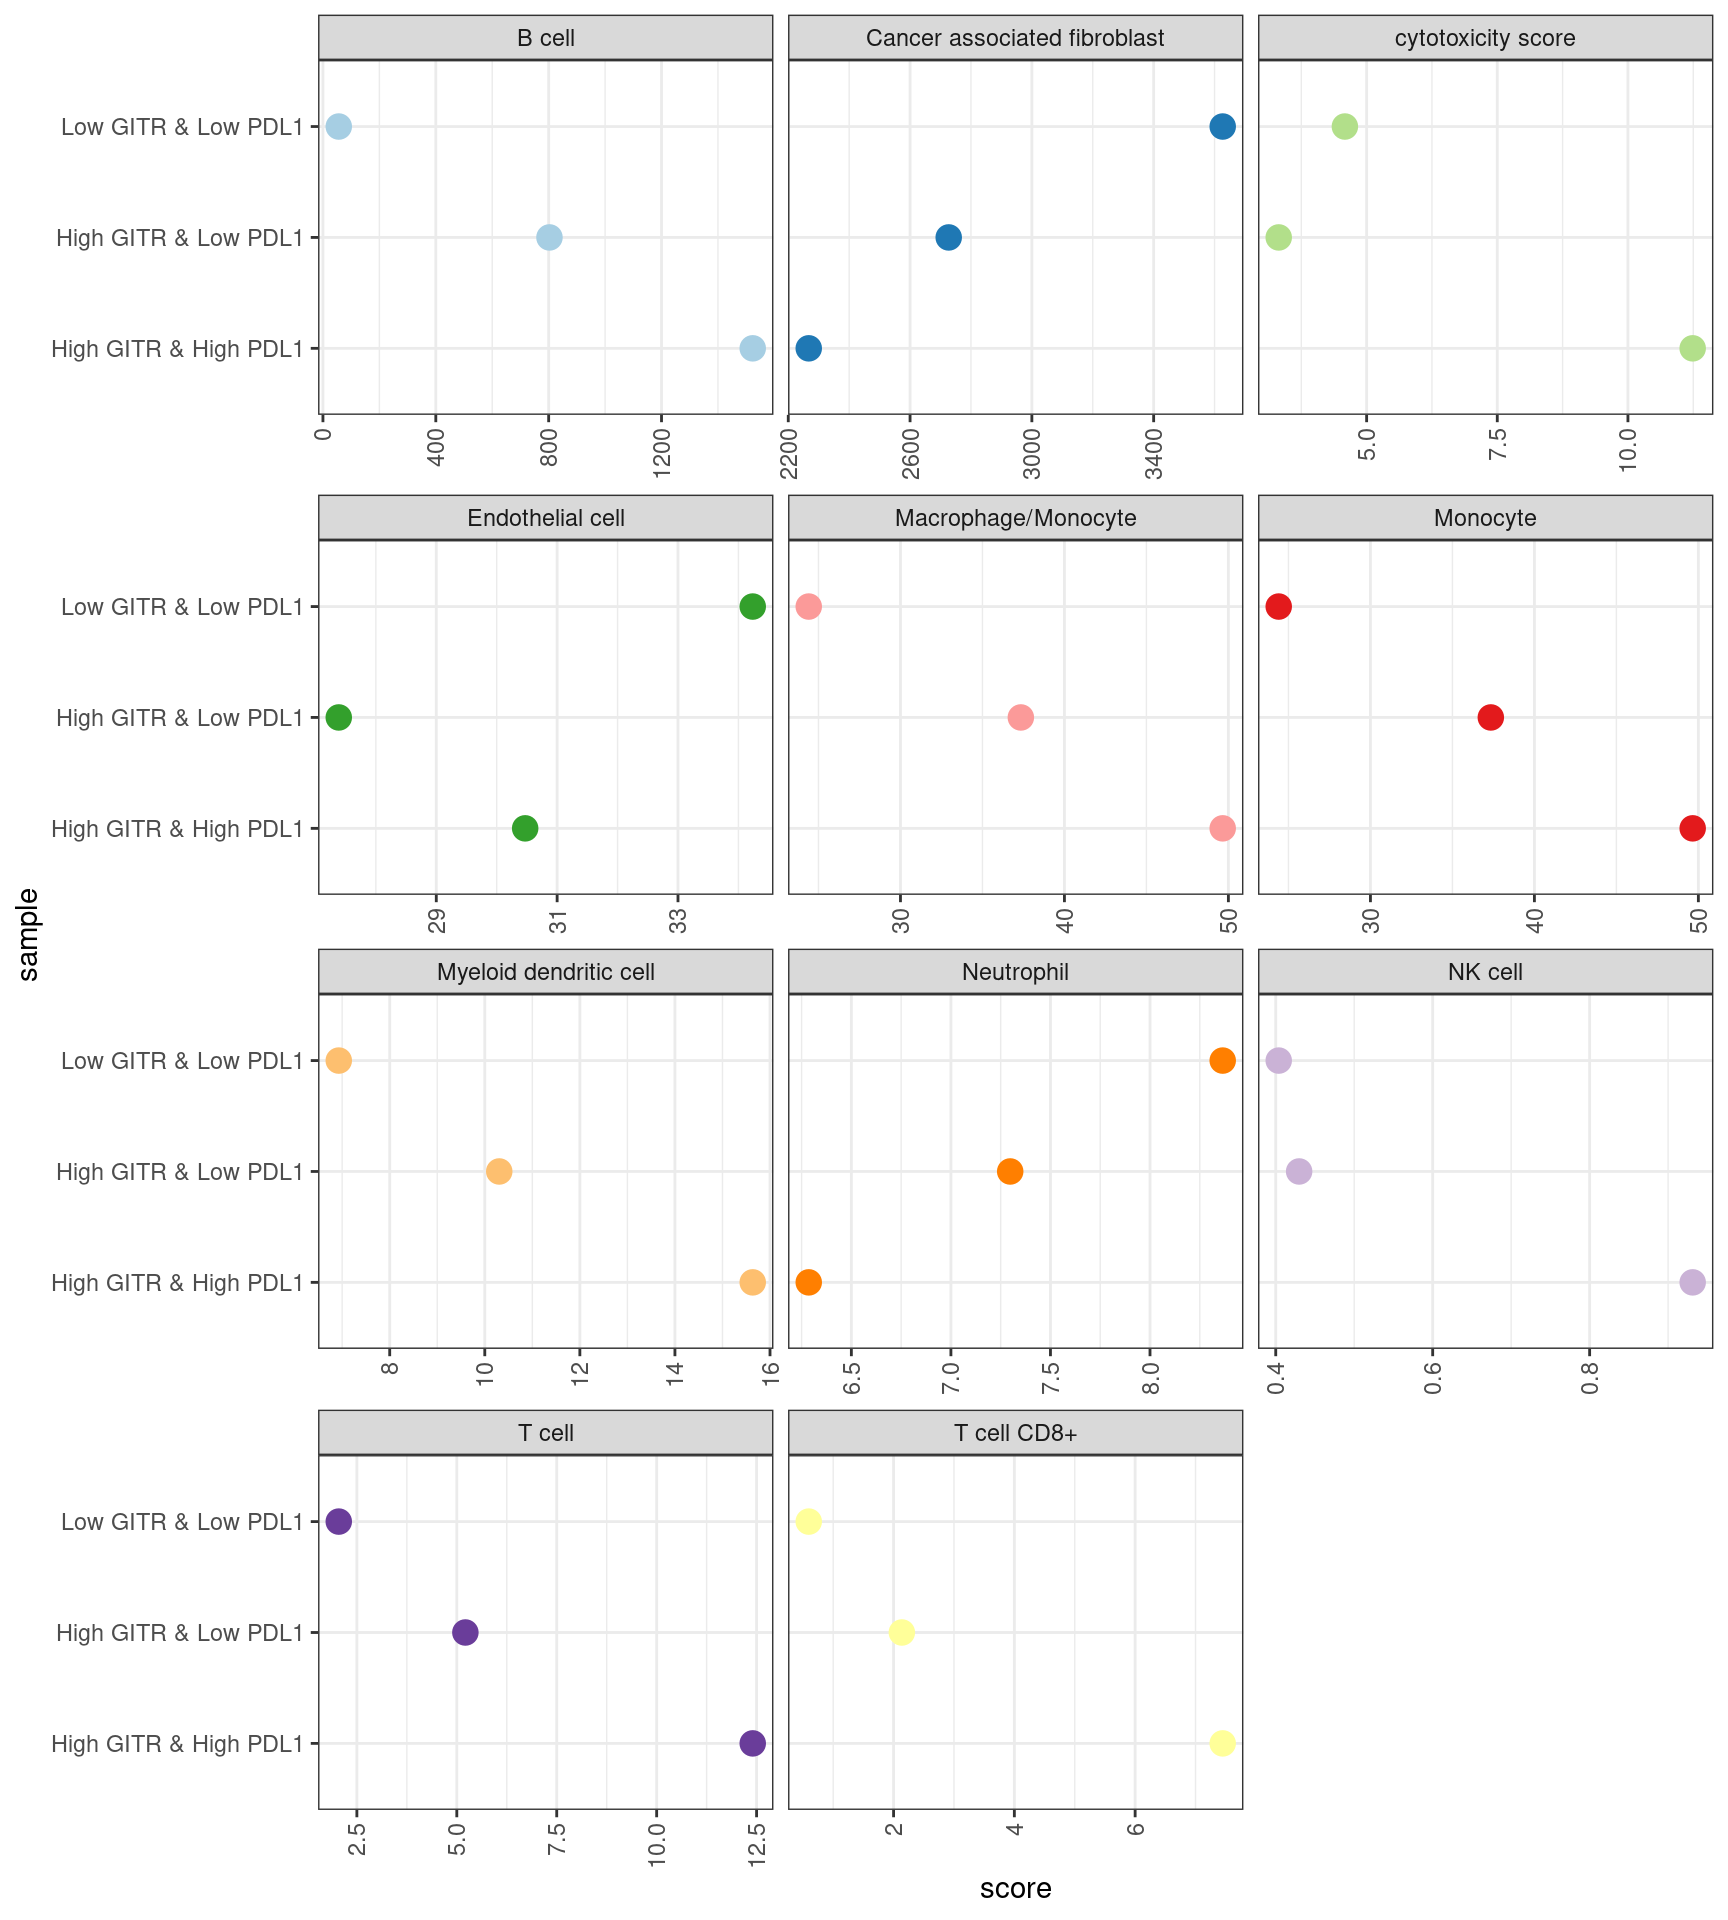 B cell
Cancer associated fibroblast
cytotoxicity score
Low GITR & Low PDL1
High GITR & Low PDL1
High GITR & High PDL1
0 400 800 1200
2200 2600 3000 3400
5.0 7.5 10.0
Endothelial cell
Macrophage/Monocyte
Monocyte
Low GITR & Low PDL1
High GITR & Low PDL1
High GITR & High PDL1
29 31 33
30 40 50
30 40 50
sample
Myeloid dendritic cell
Neutrophil
NK cell
Low GITR & Low PDL1
High GITR & Low PDL1
High GITR & High PDL1
8 10 12 14 16
6.5 7.0 7.5 8.0
0.4 0.6 0.8
T cell
T cell CD8+
Low GITR & Low PDL1
High GITR & Low PDL1
High GITR & High PDL1
2.5 5.0 7.5 10.0 12.5
2 4 6
score